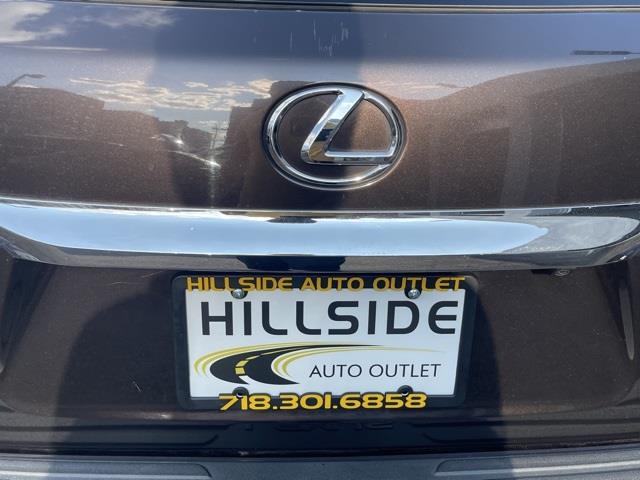 HILLSIDE AUTO OUTLET
HILLSIDE
AUTO OUTLET
718.301.6858